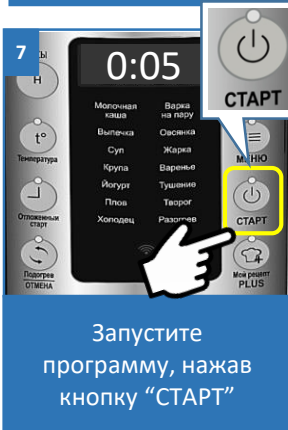 7
0:05
СТАРТ
Н
t°
Температура
Отложенный
старт
Подогрев
ОТМЕНА
Молочная каша
Варка на пару
Выпечка
Овсянка
Суп
Жарка
Крупа
Варенье
Йогурт
Тушение
Плов
Творог
Холодец
Разогрев
МЕНЮ
СТАРТ
Мой рецепт
PLUS
Запустите
программу, нажав
кнопку “СТАРТ”